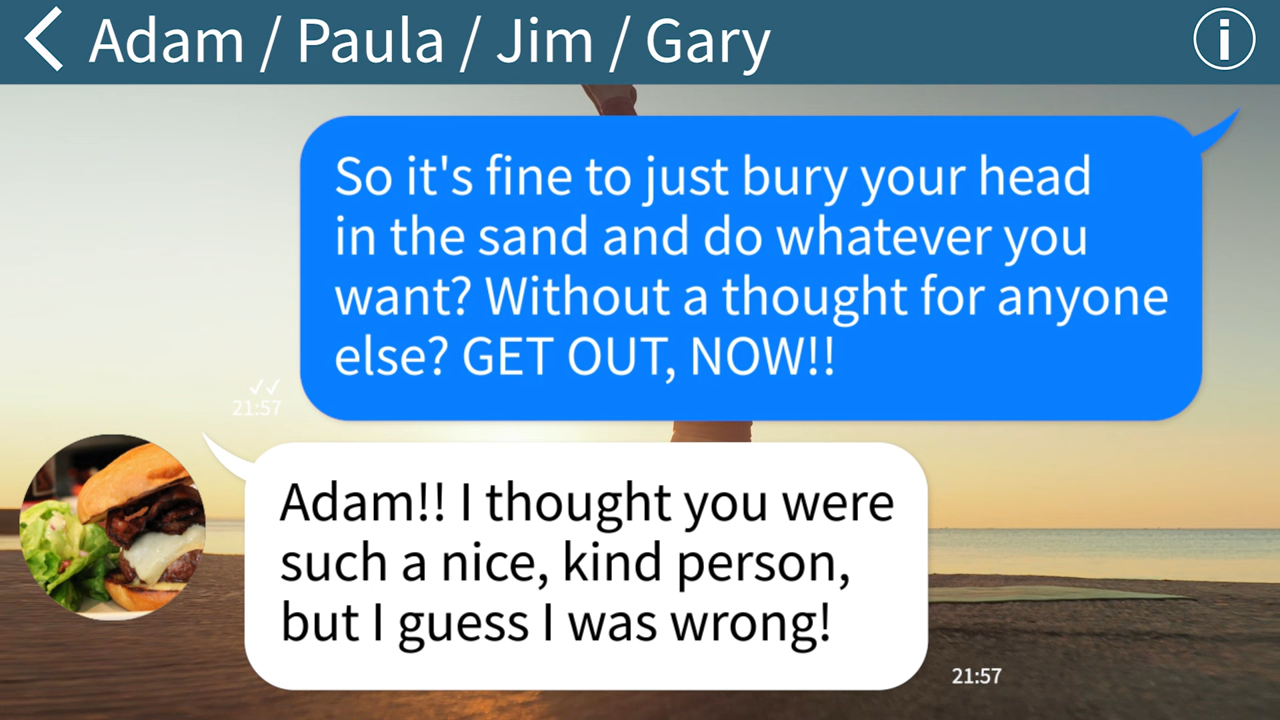 Adam / Paula / Jim / Gary
So it's fine to just bury your head
in the sand and do whatever you
want? Without a thought for anyone
else? GET OUT, NOW!!
21:57
Adam!! I thought you were
such a nice, kind person,
but I guess I was wrong!
21:57